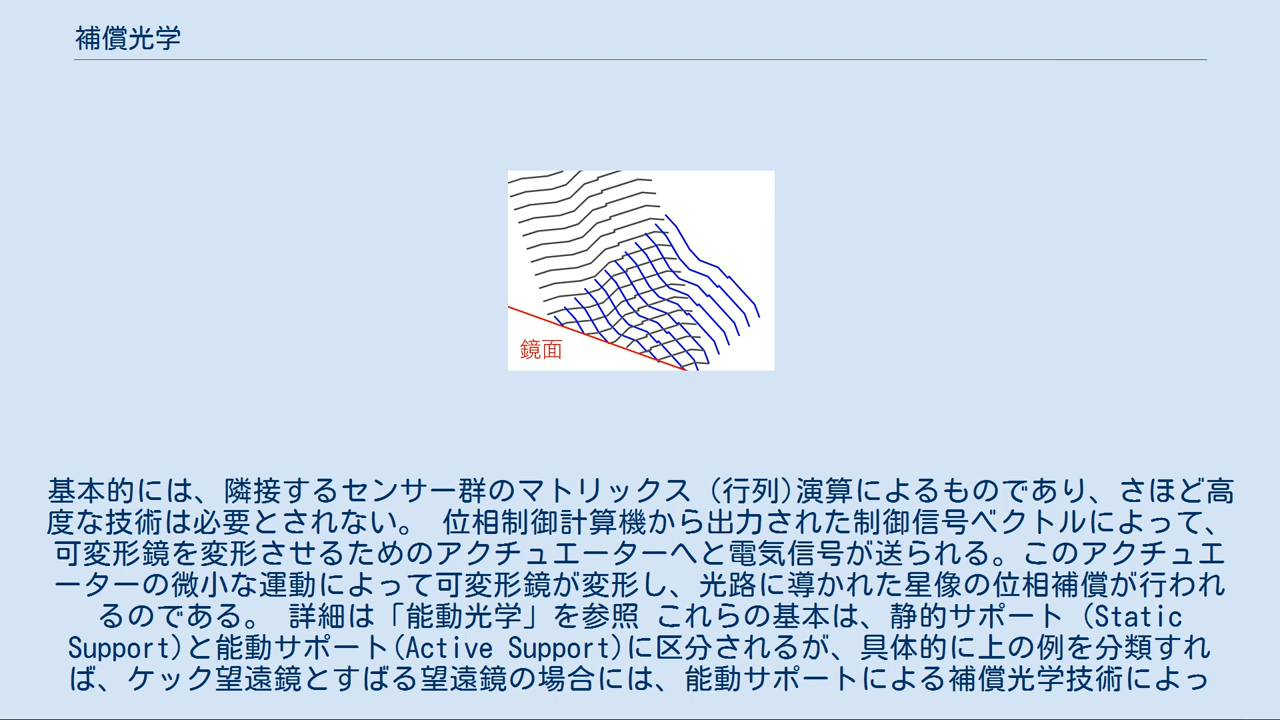 補償光学
鏡面
基本的には、隣接するセンサー群のマトリックス (行列)演算によるものであり、さほど高
度な技術は必要とされない。 位相制御計算機から出力された制御信号ベクトルによって、
可変形鏡を変形させるためのアクチュエーターへと電気信号が送られる。このアクチュエ
ーターの微小な運動によって可変形鏡が変形し、光路に導かれた星像の位相補償が行われ
るのである。 詳細は「能動光学」を参照 これらの基本は、静的サポート (Static
Support)と能動サポート(Active Support)に区分されるが、具体的に上の例を分類すれ
ば、ケック望遠鏡とすばる望遠鏡の場合には、能動サポートによる補償光学技術によっ